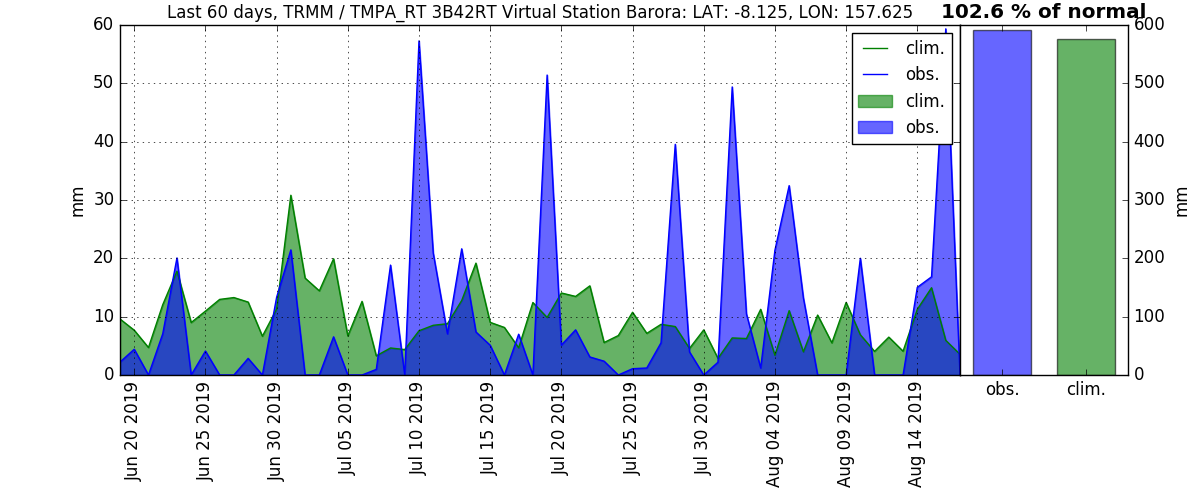 Last 60 days, TRMM / TMPA_RT 3B42RT Virtual Station Barora: LAT: -8.125, LON: 157.625
102.6 % of normal
60
50
40
30
20
10
0
mm
clim.
obs.
clim.
obs.
600
500
400
300
200
100
0
mm
Jun 20 2019
Jun 25 2019
Jun 30 2019
Jul 05 2019
Jul 10 2019
Jul 15 2019
Jul 20 2019
Jul 25 2019
Jul 30 2019
Aug 04 2019
Aug 09 2019
Aug 14 2019
obs.
clim.